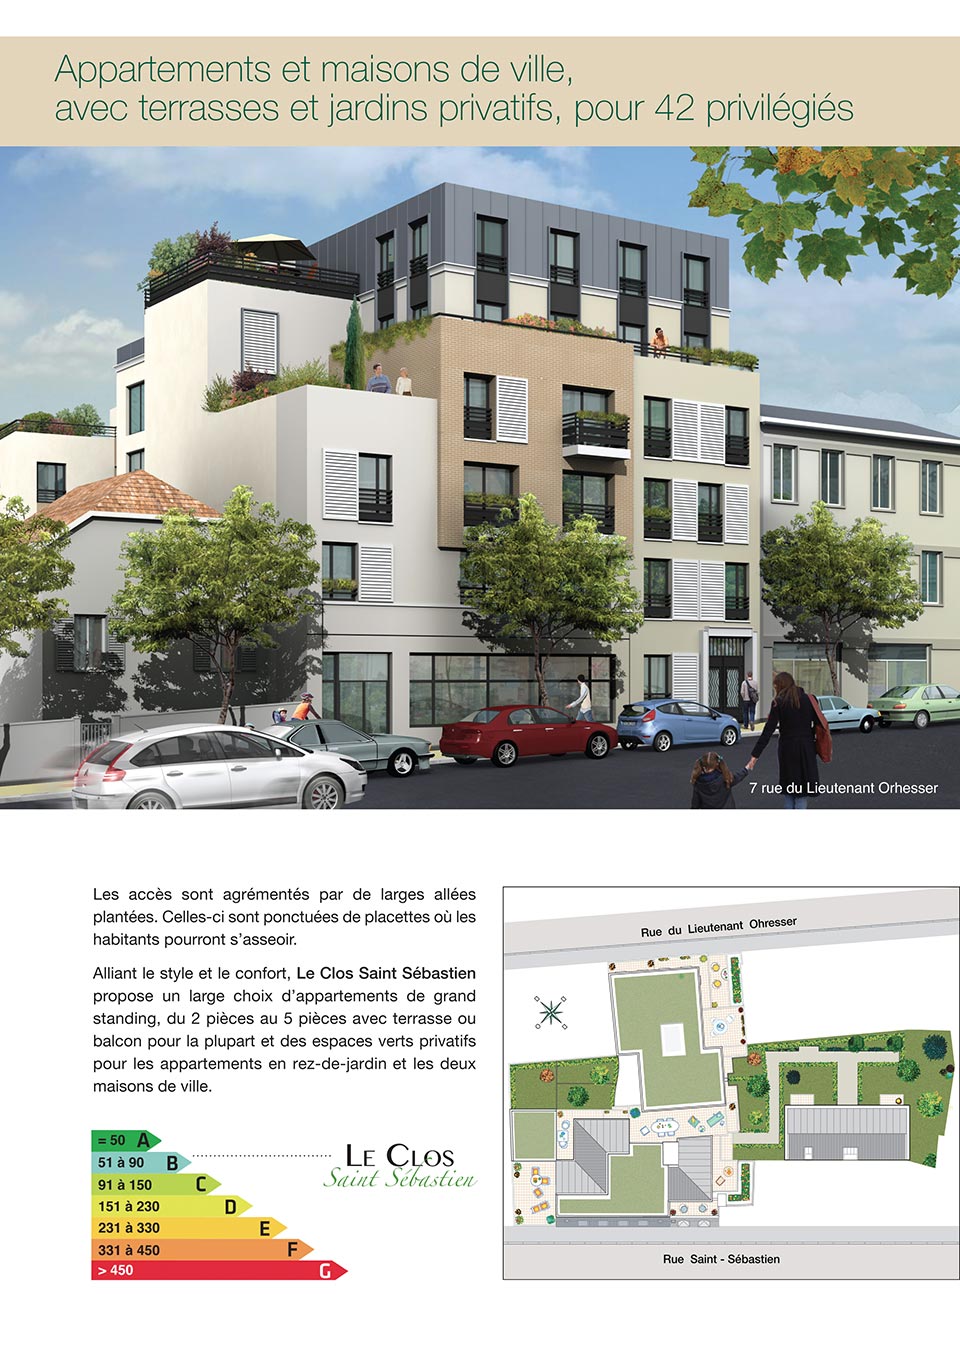 Appartements et maisons de ville,
avec terrasses et jardins privatifs, pour 42 privilégiés
7 rue du Lieutenant Orhesser
Les accès sont agrémentés par de larges allées
plantées. Celles-ci sont ponctuées de placettes où les
habitants pourront s’asseoir.
Alliant le style et le confort, Le Clos Saint Sébastien
propose un large choix d’appartements de grand
standing, du 2 pièces au 5 pièces avec terrasse ou
balcon pour la plupart et des espaces verts privatifs
pour les appartements en rez-de-jardin et les deux
maisons de ville.
= 50 A
51 à 90 B
91 à 150 C
151 à 230 D
231 à 330 E
331 à 450 F
> 450 G
LE CLOS
Saint Sébastien
Rue du Lieutenant Ohresser
Rue Saint - Sébastien